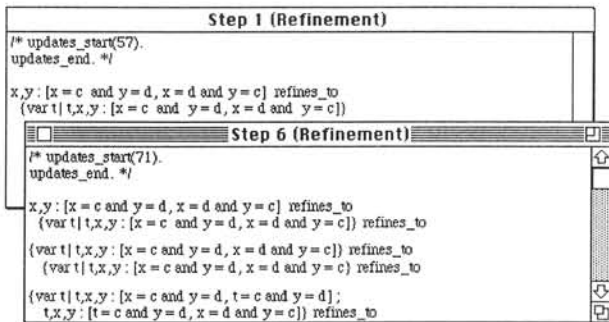 Step 1 (Refinement)
/* updates_start(57).
updates_end. */
x,y : [x = c and y = d, x = d and y = c] refines_to
{var t| t,x,y : [x = c and y = d, x = d and y = c]}
Step 6 (Refinement)
/* updates_start(71).
updates_end. */
x,y : [x = c and y = d, x = d and y = c] refines_to
{var t| t,x,y : [x = c and y = d, x = d and y = c]} refines_to
{var t| t,x,y : [x = c and y = d, x = d and y = c]} refines_to
{var t| t,x,y : [x = c and y = d, x = d and y = c} refines_to
{var t| t,x,y : [x = c and y = d, t = c and y = d] ;
t,x,y : [t = c and y = d, x = d and y = c]} refines_to